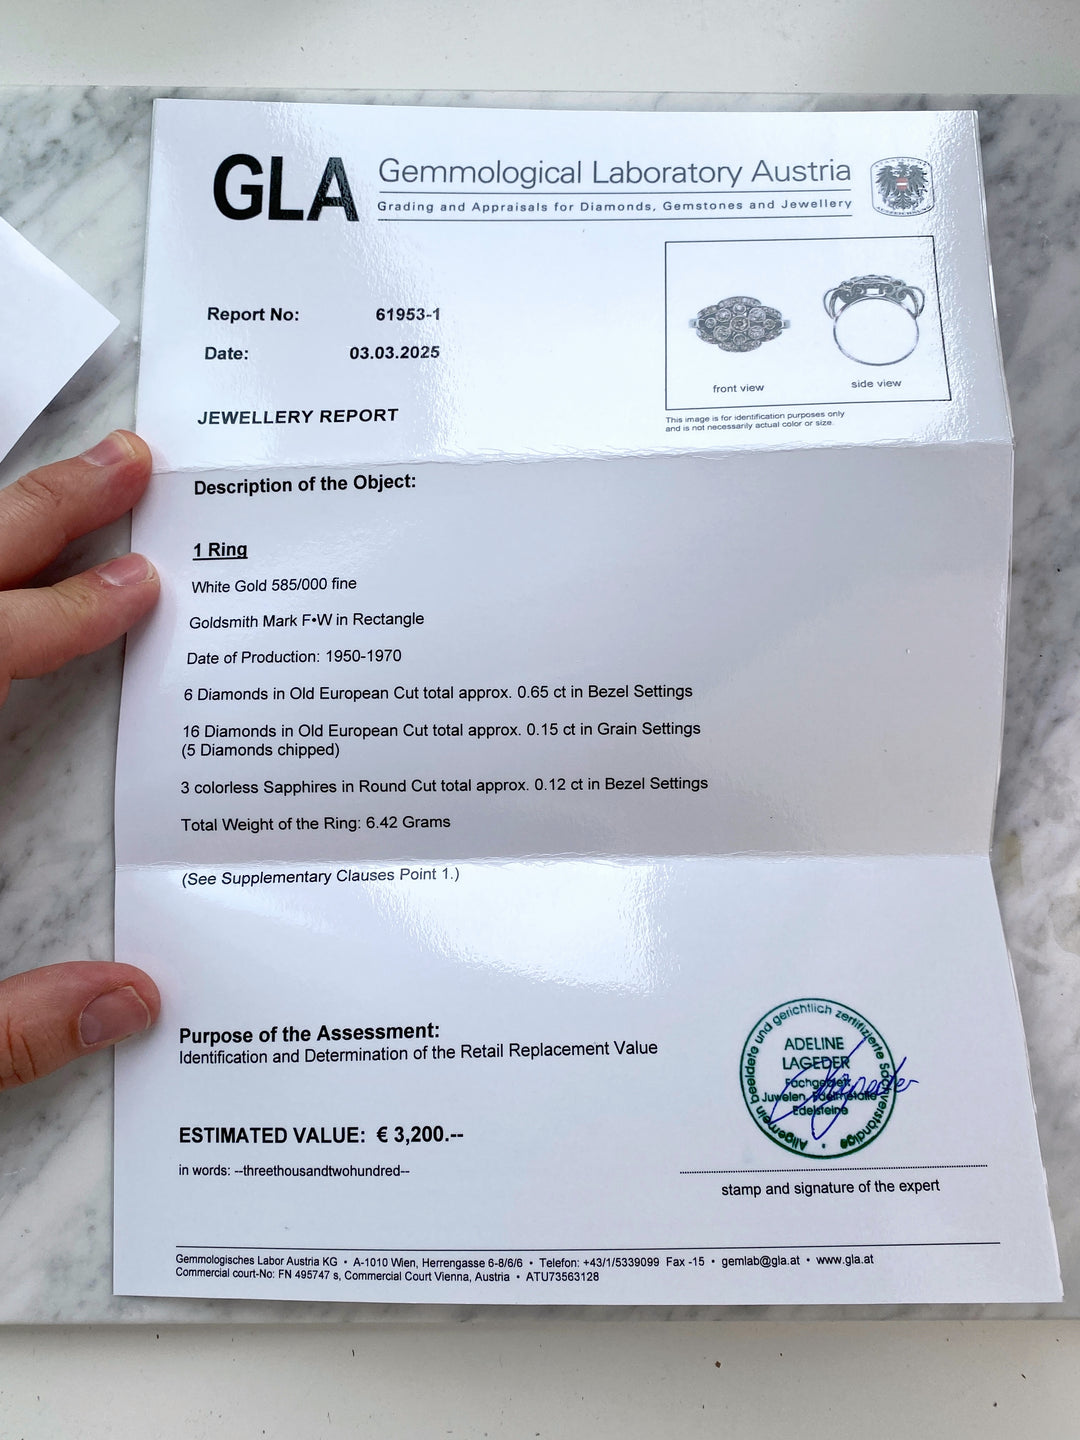 GLA
Gemmological Laboratory Austria
Grading and Appraisals for Diamonds, Gemstones and Jewellery
Report No: 61953-1
Date: 03.03.2025
front view
side view
This image is for identification purposes only
and is not necessarily actual color or size.
JEWELLERY REPORT
Description of the Object:
1 Ring
White Gold 585/000 fine
Goldsmith Mark F•W in Rectangle
Date of Production: 1950-1970
6 Diamonds in Old European Cut total approx. 0.65 ct in Bezel Settings
16 Diamonds in Old European Cut total approx. 0.15 ct in Grain Settings
(5 Diamonds chipped)
3 colorless Sapphires in Round Cut total approx. 0.12 ct in Bezel Settings
Total Weight of the Ring: 6.42 Grams
(See Supplementary Clauses Point 1.)
Purpose of the Assessment:
Identification and Determination of the Retail Replacement Value
Allgemein beeidete und gerichtlich zertifizierte Sachverständige
ADELINE
LAGEDER
Fachgebiet
Juwelen, Edelmetalle
Edelsteine
ESTIMATED VALUE: € 3,200.--
in words: --threethousandtwohundred--
stamp and signature of the expert
Gemmologisches Labor Austria KG • A-1010 Wien, Herrengasse 6-8/6/6 • Telefon: +43/1/5339099 Fax -15 • gemlab@gla.at • www.gla.at
Commercial court-No: FN 495747 s, Commercial Court Vienna, Austria • ATU73563128